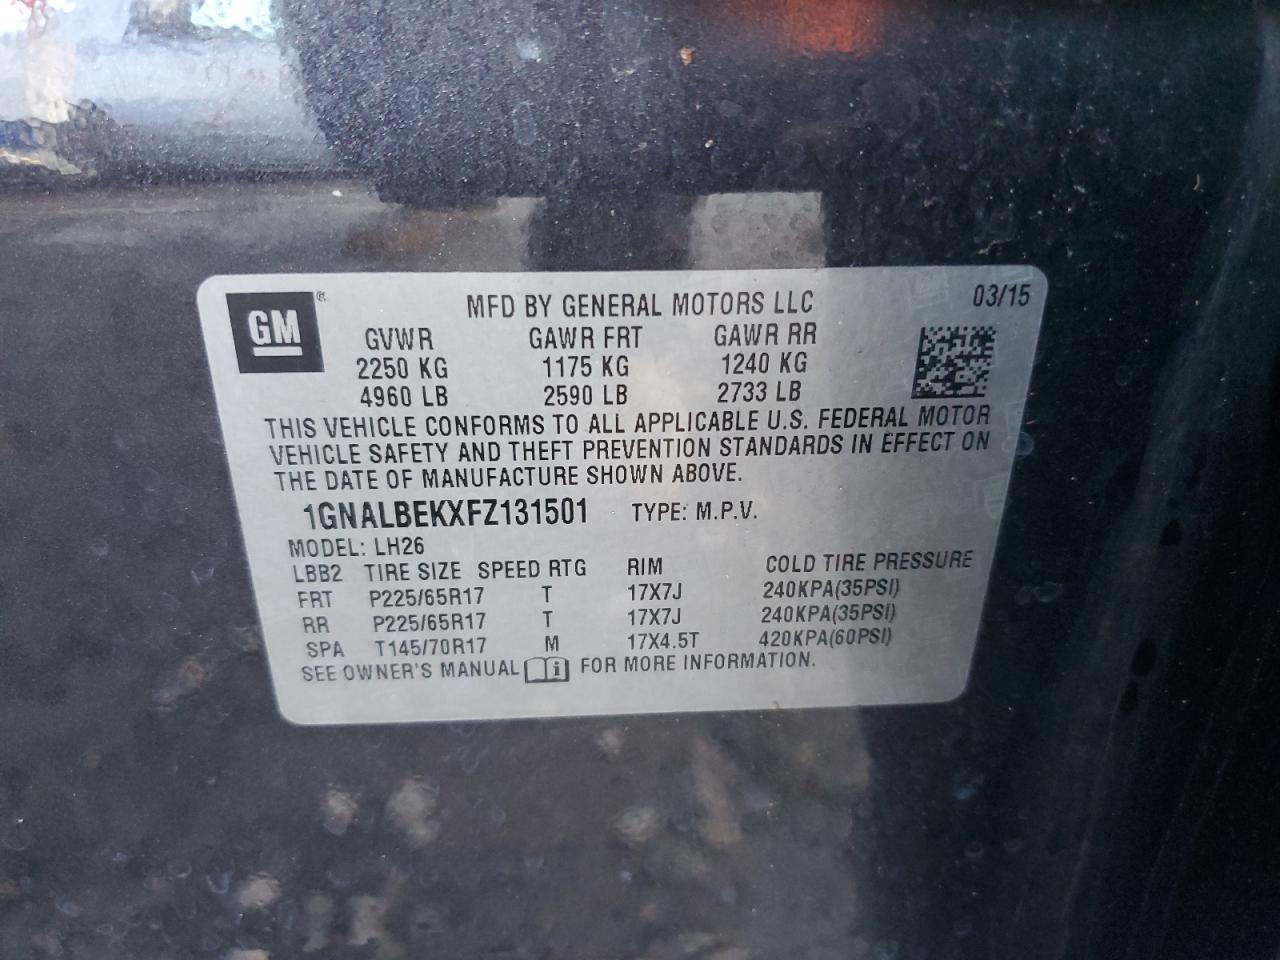 GM ® MFD BY GENERAL MOTORS LLC 03/15
GVWR GAWR FRT GAWR RR
2250 KG 1175 KG 1240 KG
4960 LB 2590 LB 2733 LB
THIS VEHICLE CONFORMS TO ALL APPLICABLE U.S. FEDERAL MOTOR
VEHICLE SAFETY AND THEFT PREVENTION STANDARDS IN EFFECT ON
THE DATE OF MANUFACTURE SHOWN ABOVE.
1GNALBEKXFZ131501 TYPE: M.P.V.
MODEL: LH26
LBB2 TIRE SIZE SPEED RTG RIM COLD TIRE PRESSURE
FRT P225/65R17 T 17X7J 240KPA(35PSI)
RR P225/65R17 T 17X7J 240KPA(35PSI)
SPA T145/70R17 M 17X4.5T 420KPA(60PSI)
SEE OWNER'S MANUAL i FOR MORE INFORMATION.